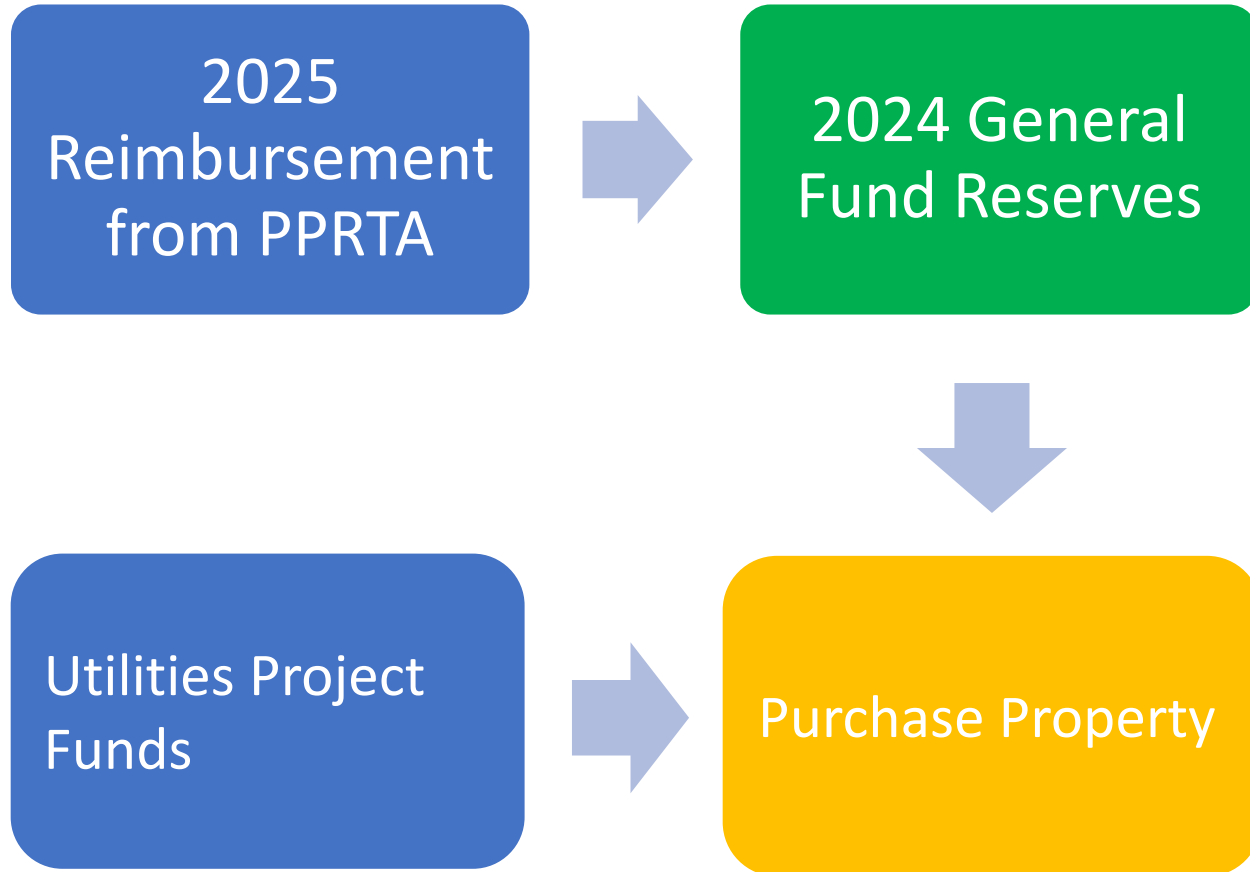 2025
Reimbursement
from PPRTA
2024 General
Fund Reserves
Utilities Project
Funds
Purchase Property